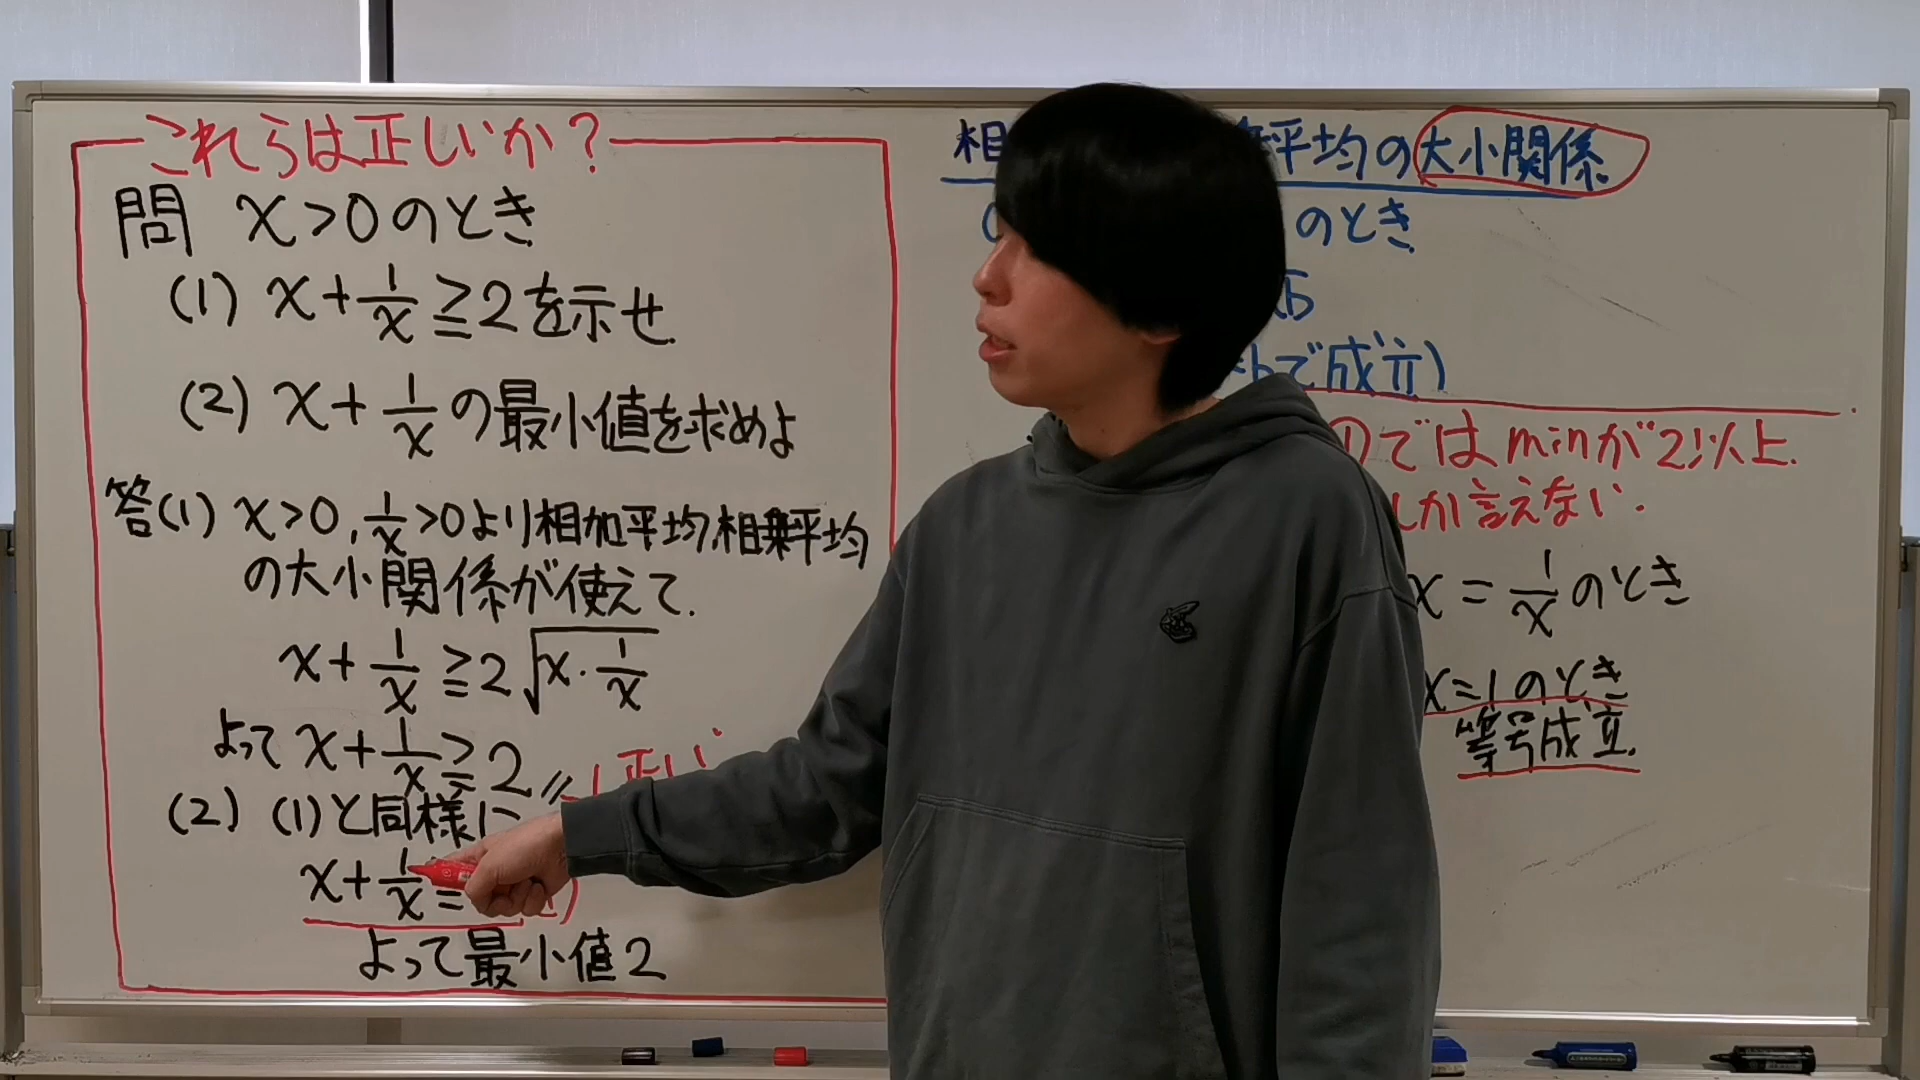 これらは正しいか?
問 x>0のとき
(1) x+1/x≧2を示せ
(2) x+1/xの最小値を求めよ
答(1) x>0,1/x>0より相加平均,相乗平均
の大小関係が使えて.
x+1/x≧2√x·1/x
よって x+1/x≧2
正しい
(2) (1)と同様に
x+1/x≧
よって最小値2
相 平均の大小関係
のとき
で成立)
ではminが2以上.
しか言えない.
x=1/xのとき
x=1のとき
等号成立.